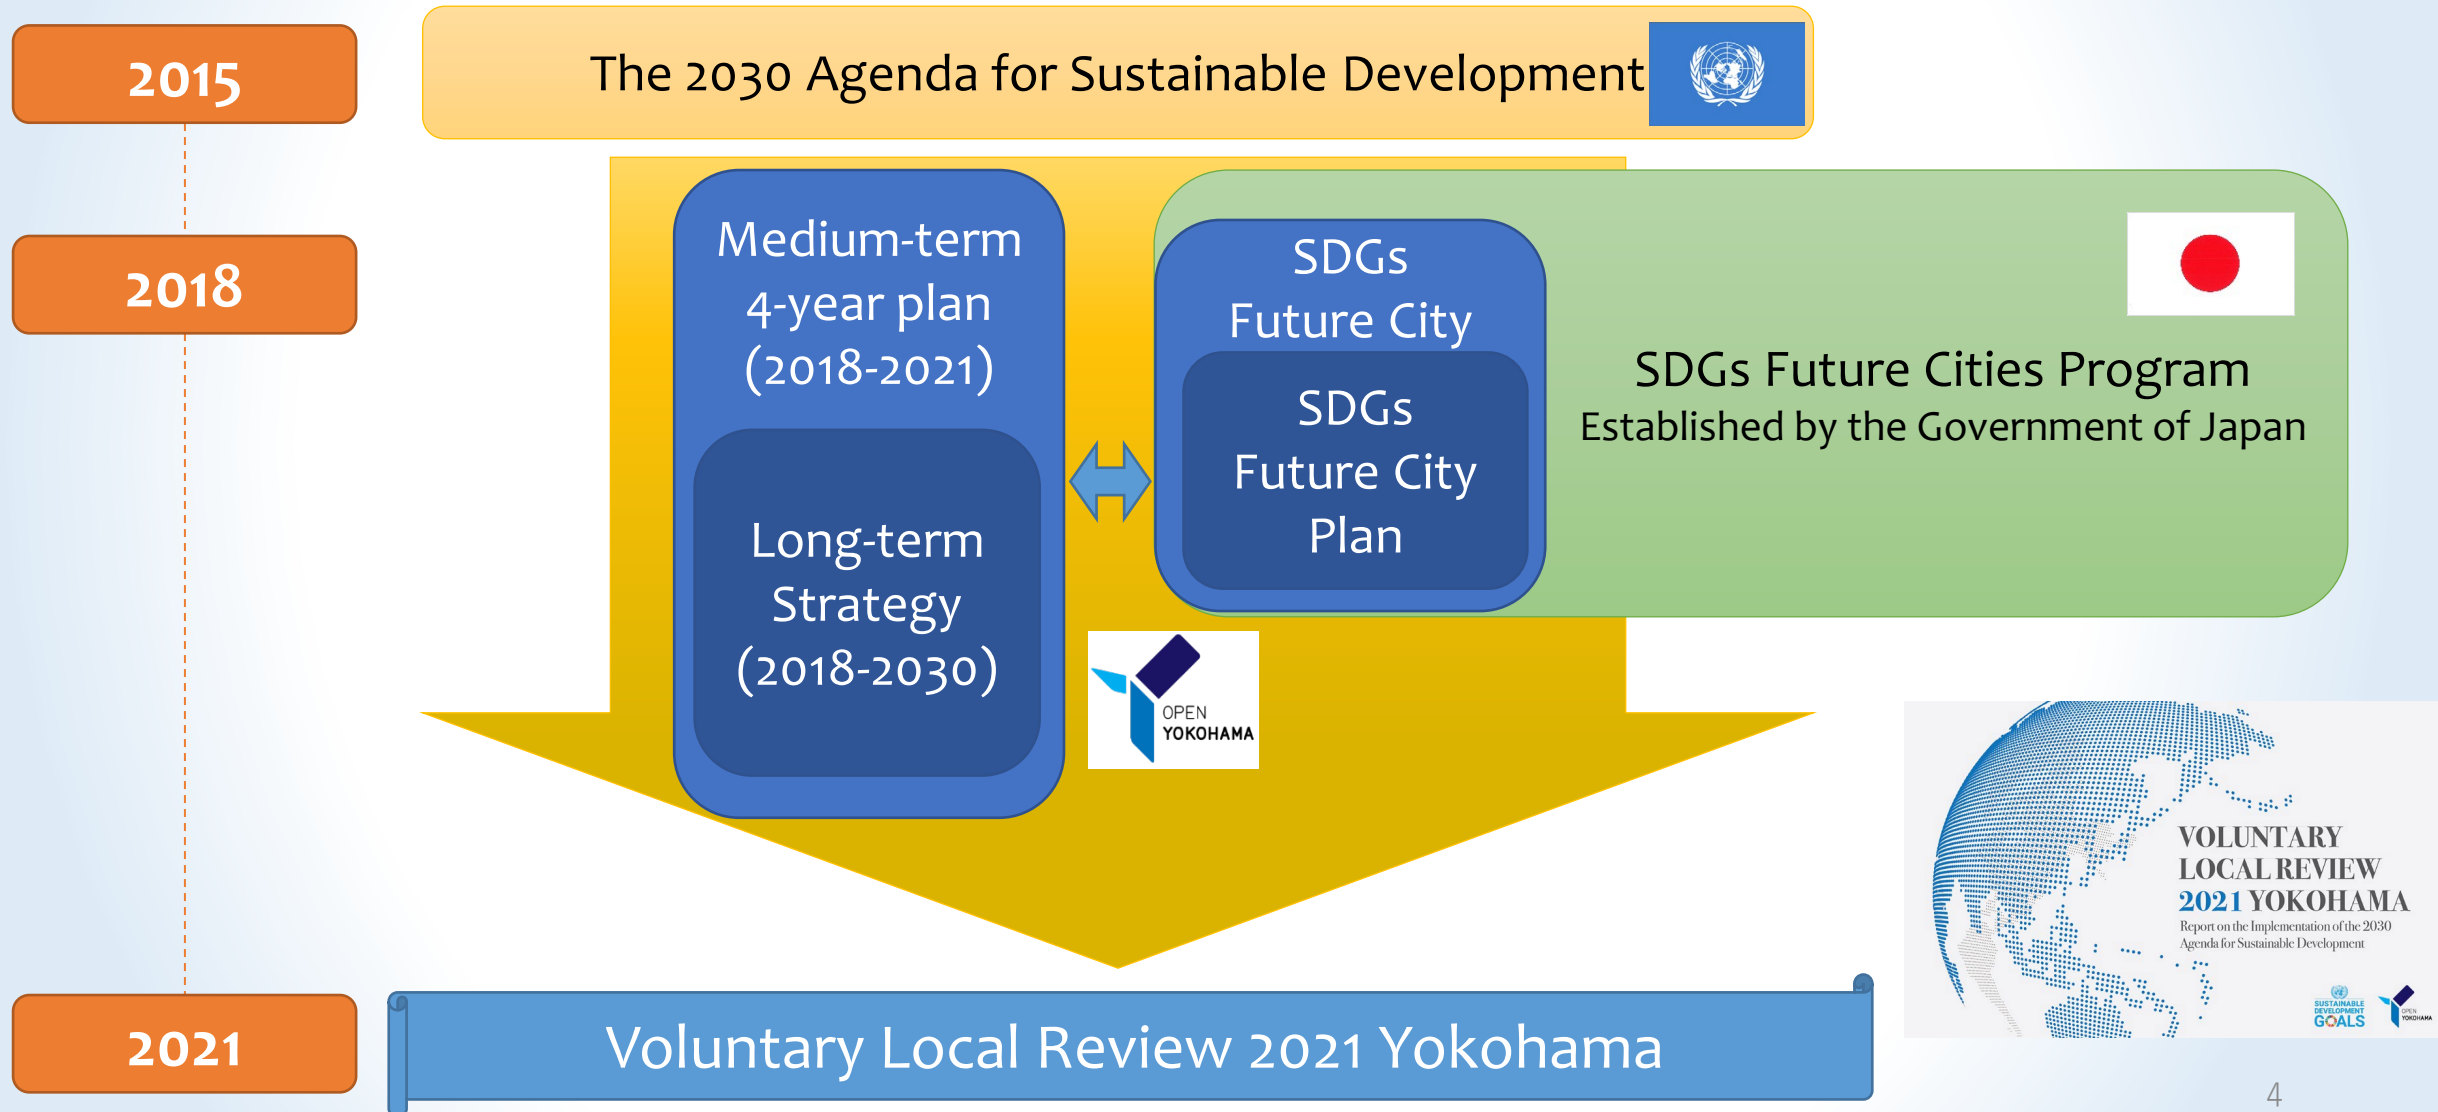 2015
The 2030 Agenda for Sustainable Development
2018
Medium-term
4-year plan
(2018-2021)
Long-term
Strategy
(2018-2030)
SDGs
Future City
SDGs
Future City
Plan
SDGs Future Cities Program
Established by the Government of Japan
OPEN
YOKOHAMA
VOLUNTARY
LOCAL REVIEW
2021 YOKOHAMA
Report on the Implementation of the 2030
Agenda for Sustainable Development
SUSTAINABLE
DEVELOPMENT
GOALS
OPEN
YOKOHAMA
2021
Voluntary Local Review 2021 Yokohama
4